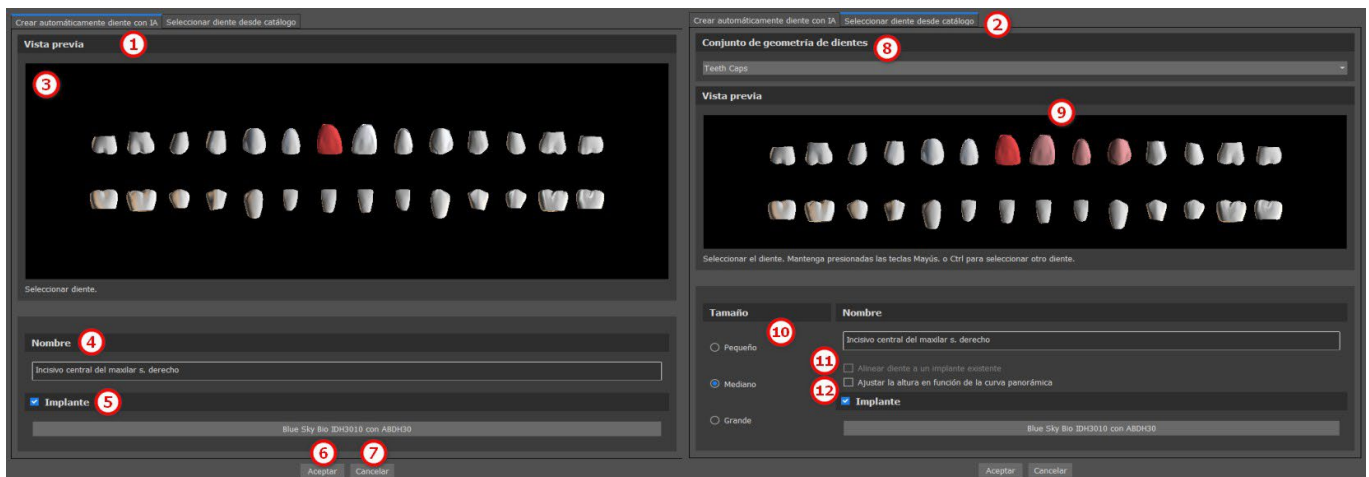 Crear automáticamente diente con IA Seleccionar diente desde catálogo
Vista previa 1
3
Seleccionar diente.
Nombre 4
Incisivo central del maxilar s. derecho
Implante 5
Blue Sky Bio IDH3010 con ABDH30
6 7
Aceptar Cancelar
Crear automáticamente diente con IA Seleccionar diente desde catálogo 2
Conjunto de geometría de dientes 8
Teeth Caps
Vista previa
9
Seleccionar el diente. Mantenga presionadas las teclas Mayús. o Ctrl para seleccionar otro diente.
Tamaño
10
Pequeño
Mediano
Grande
Nombre
Incisivo central del maxilar s. derecho
11 Alinear diente a un implante existente
12 Ajustar la altura en función de la curva panorámica
Implante
Blue Sky Bio IDH3010 con ABDH30
Aceptar Cancelar